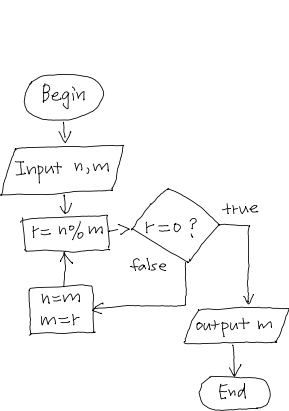 Begin
Input n,m
r=n%m
r=0?
true
false
n=m
m=r
output m
End